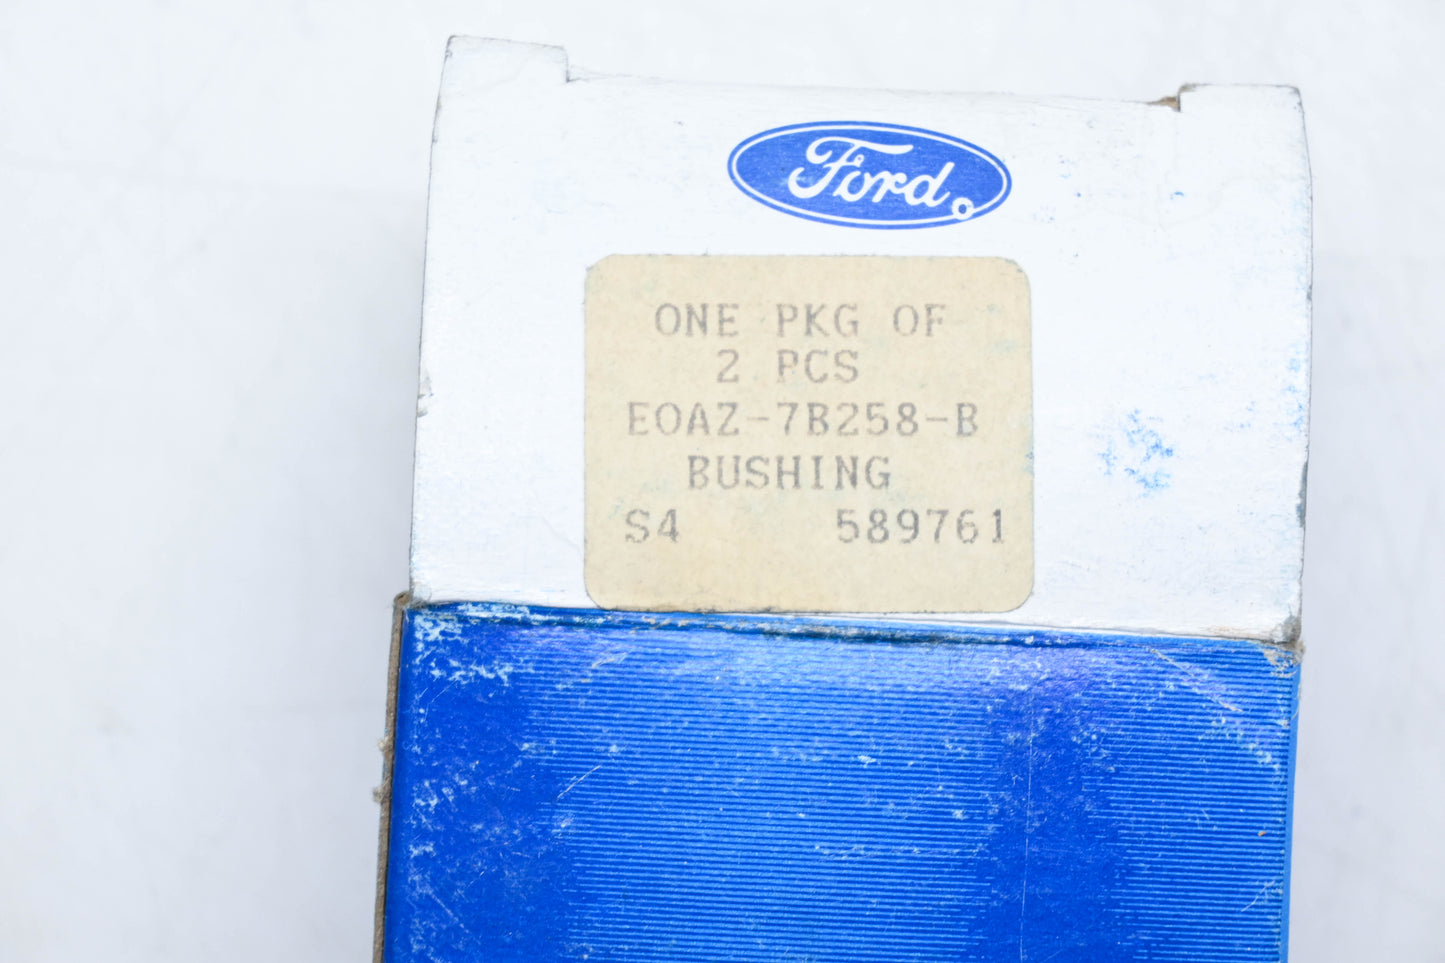 Ford
ONE PKG OF
2 PCS
EOAZ-7B258-B
BUSHING
S4 589761